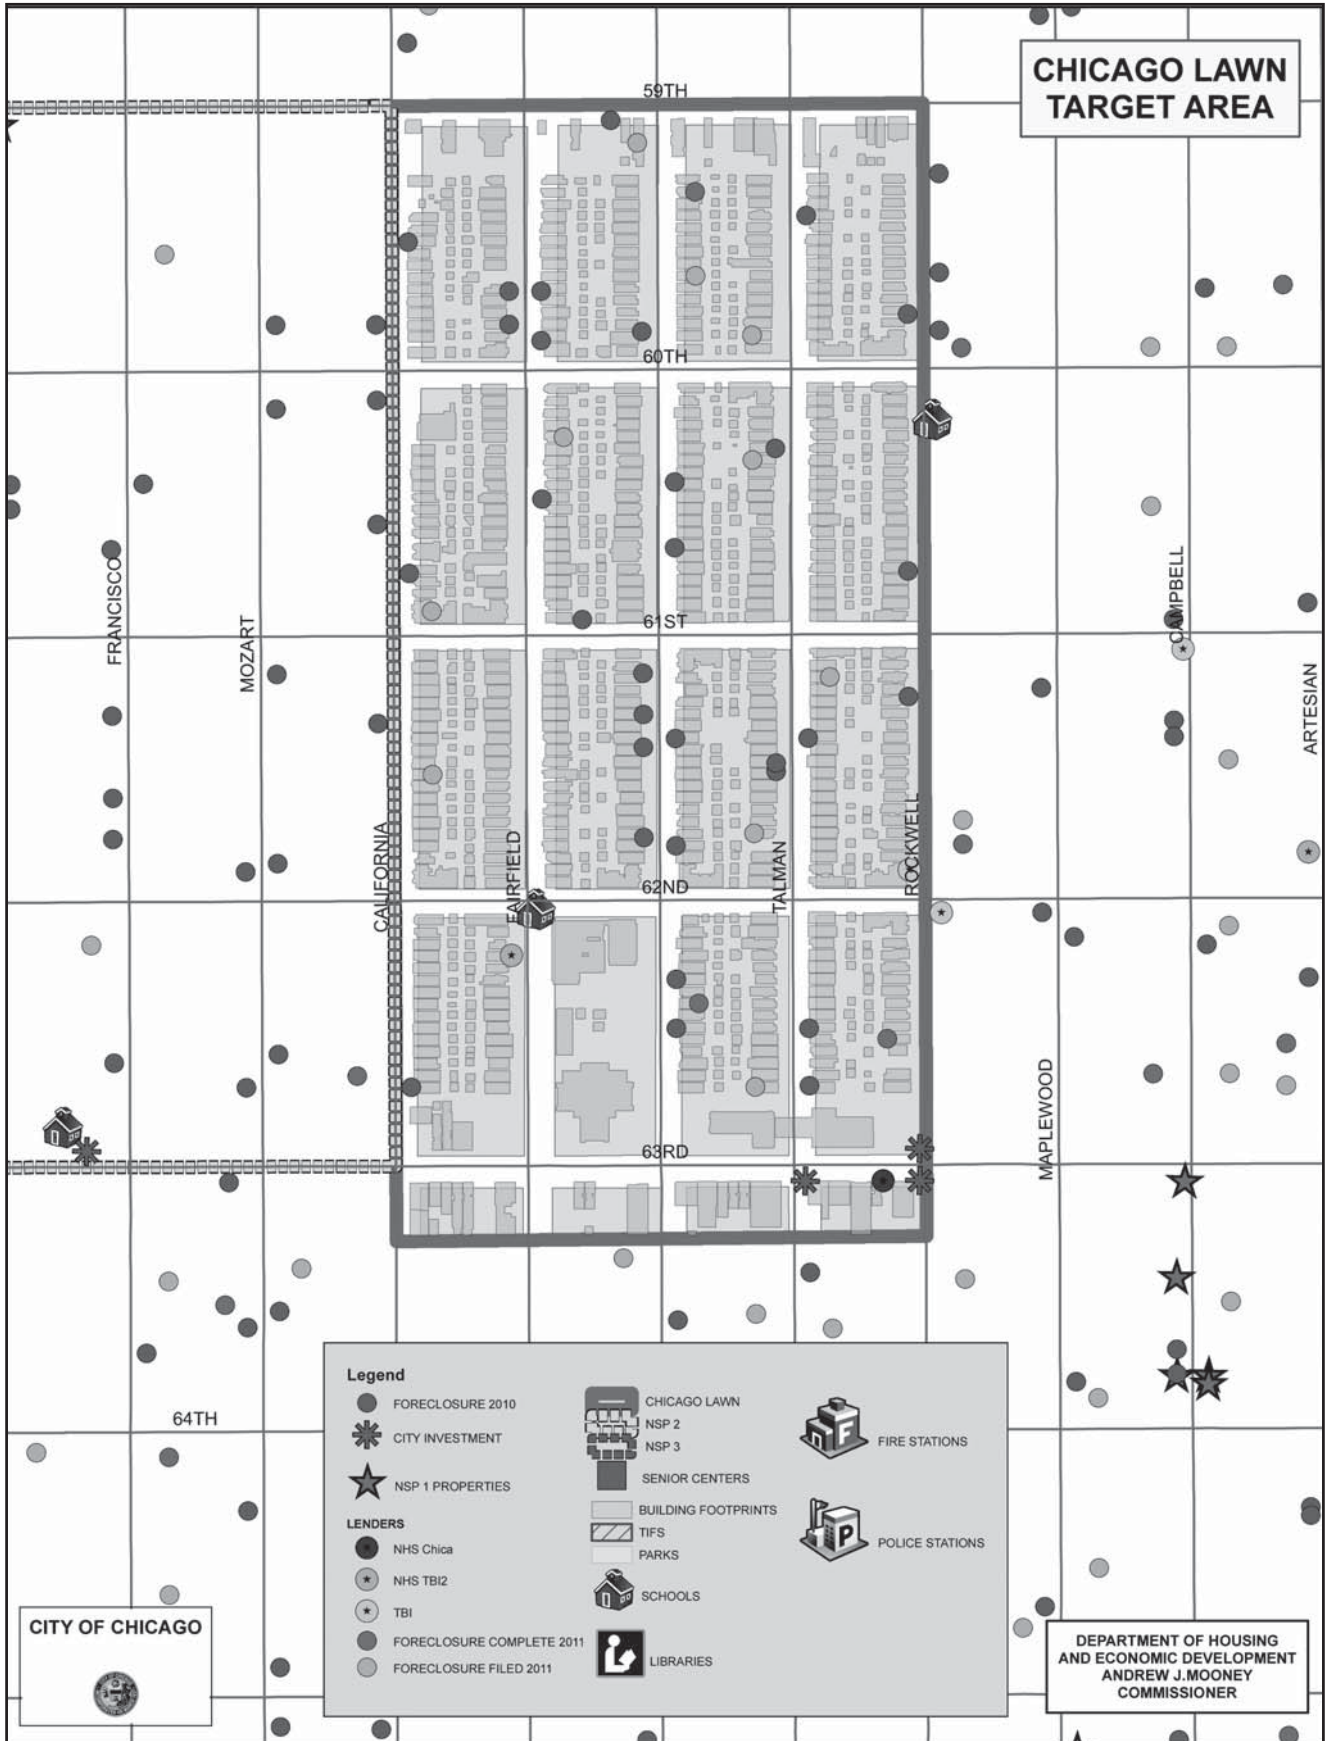 CHICAGO LAWN
TARGET AREA
59TH
60TH
61ST
62ND
63RD
64TH
FRANCISCO
MOZART
CALIFORNIA
FAIRFIELD
TALMAN
ROCKWELL
MAPLEWOOD
CAMPBELL
ARTESIAN
Legend
FORECLOSURE 2010
CITY INVESTMENT
NSP 1 PROPERTIES
LENDERS
NHS Chica
NHS TBI2
TBI
FORECLOSURE COMPLETE 2011
FORECLOSURE FILED 2011
CHICAGO LAWN
NSP 2
NSP 3
SENIOR CENTERS
BUILDING FOOTPRINTS
TIFS
PARKS
SCHOOLS
LIBRARIES
F
FIRE STATIONS
P
POLICE STATIONS
CITY OF CHICAGO
DEPARTMENT OF HOUSING
AND ECONOMIC DEVELOPMENT
ANDREW J.MOONEY
COMMISSIONER